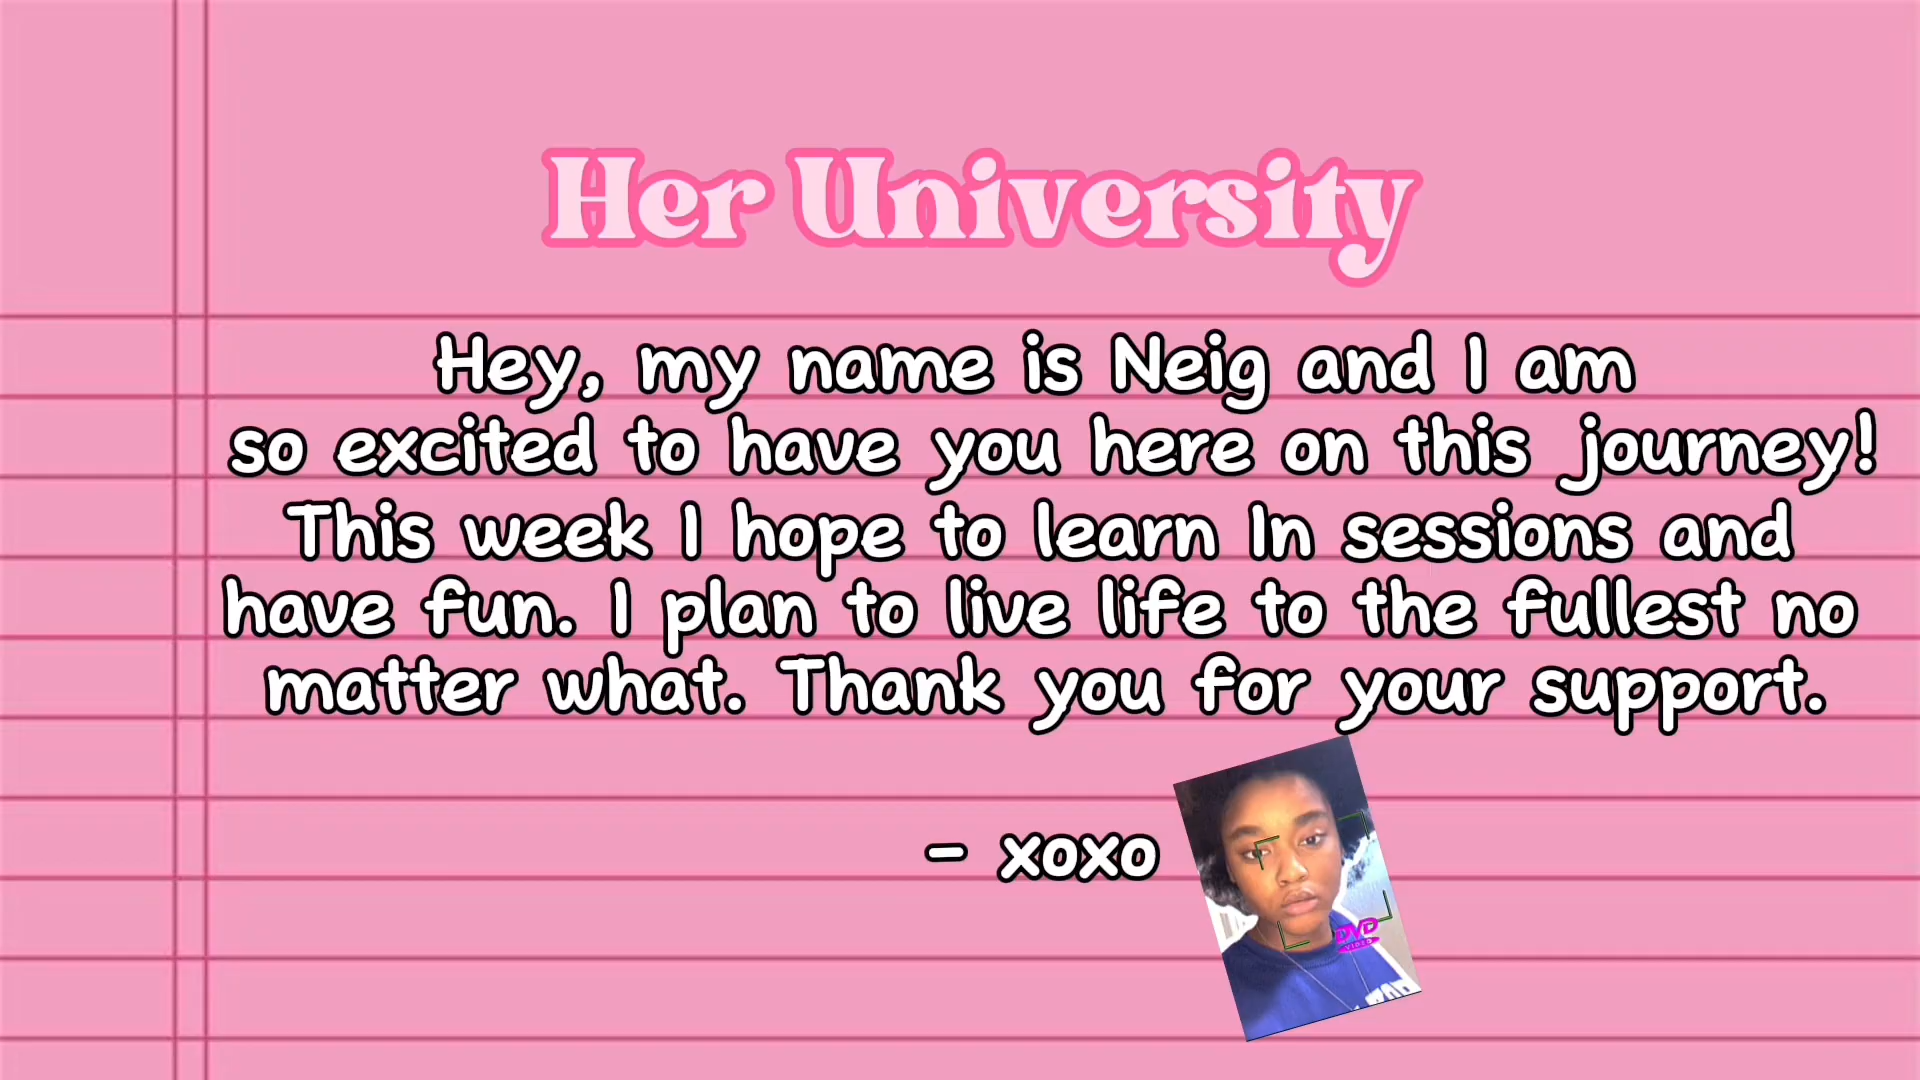 Her University
Hey, my name is Neig and I am
so excited to have you here on this journey!
This week I hope to learn In sessions and
have fun. I plan to live life to the fullest no
matter what. Thank you for your support.
- xoxo
DVD
VIDEO